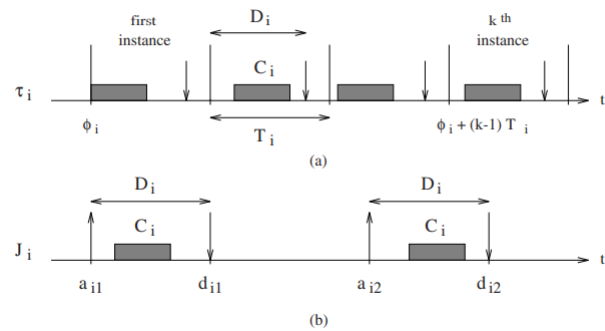 first
instance
D i
k th
instance
C i
τ i
t
ϕ i
T i
ϕ i + (k-1) T i
(a)
D i
D i
C i
C i
J i
t
a i1
d i1
a i2
d i2
(b)